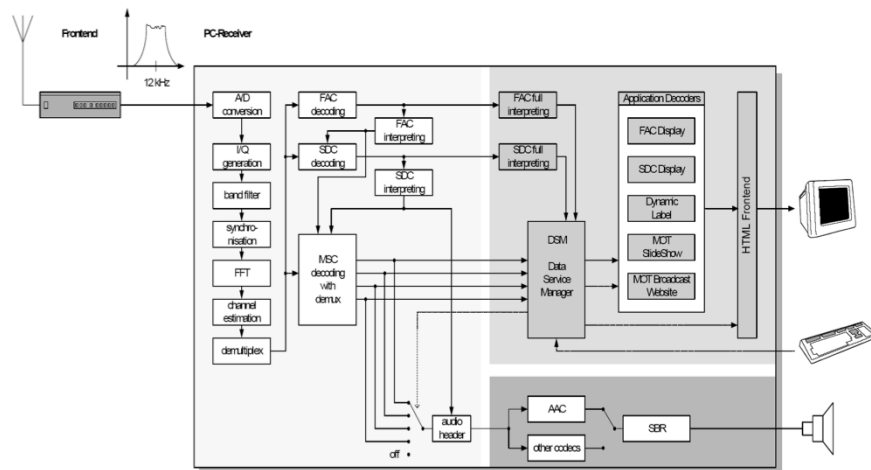 Frontend
PC-Receiver
12 kHz
A/D
conversion
I/Q
generation
band filter
synchro-
nisation
FFT
channel
estimation
demultiplex
FAC
decoding
FAC
interpreting
SDC
decoding
SDC
interpreting
MSC
decoding
with
demux
off
audio
header
FAC full
interpreting
SDC full
interpreting
DSM
Data
Service
Manager
Application Decoders
FAC Display
SDC Display
Dynamic
Label
MOT
SlideShow
MOT Broadcast
Website
HTML Frontend
AAC
other codecs
SBR